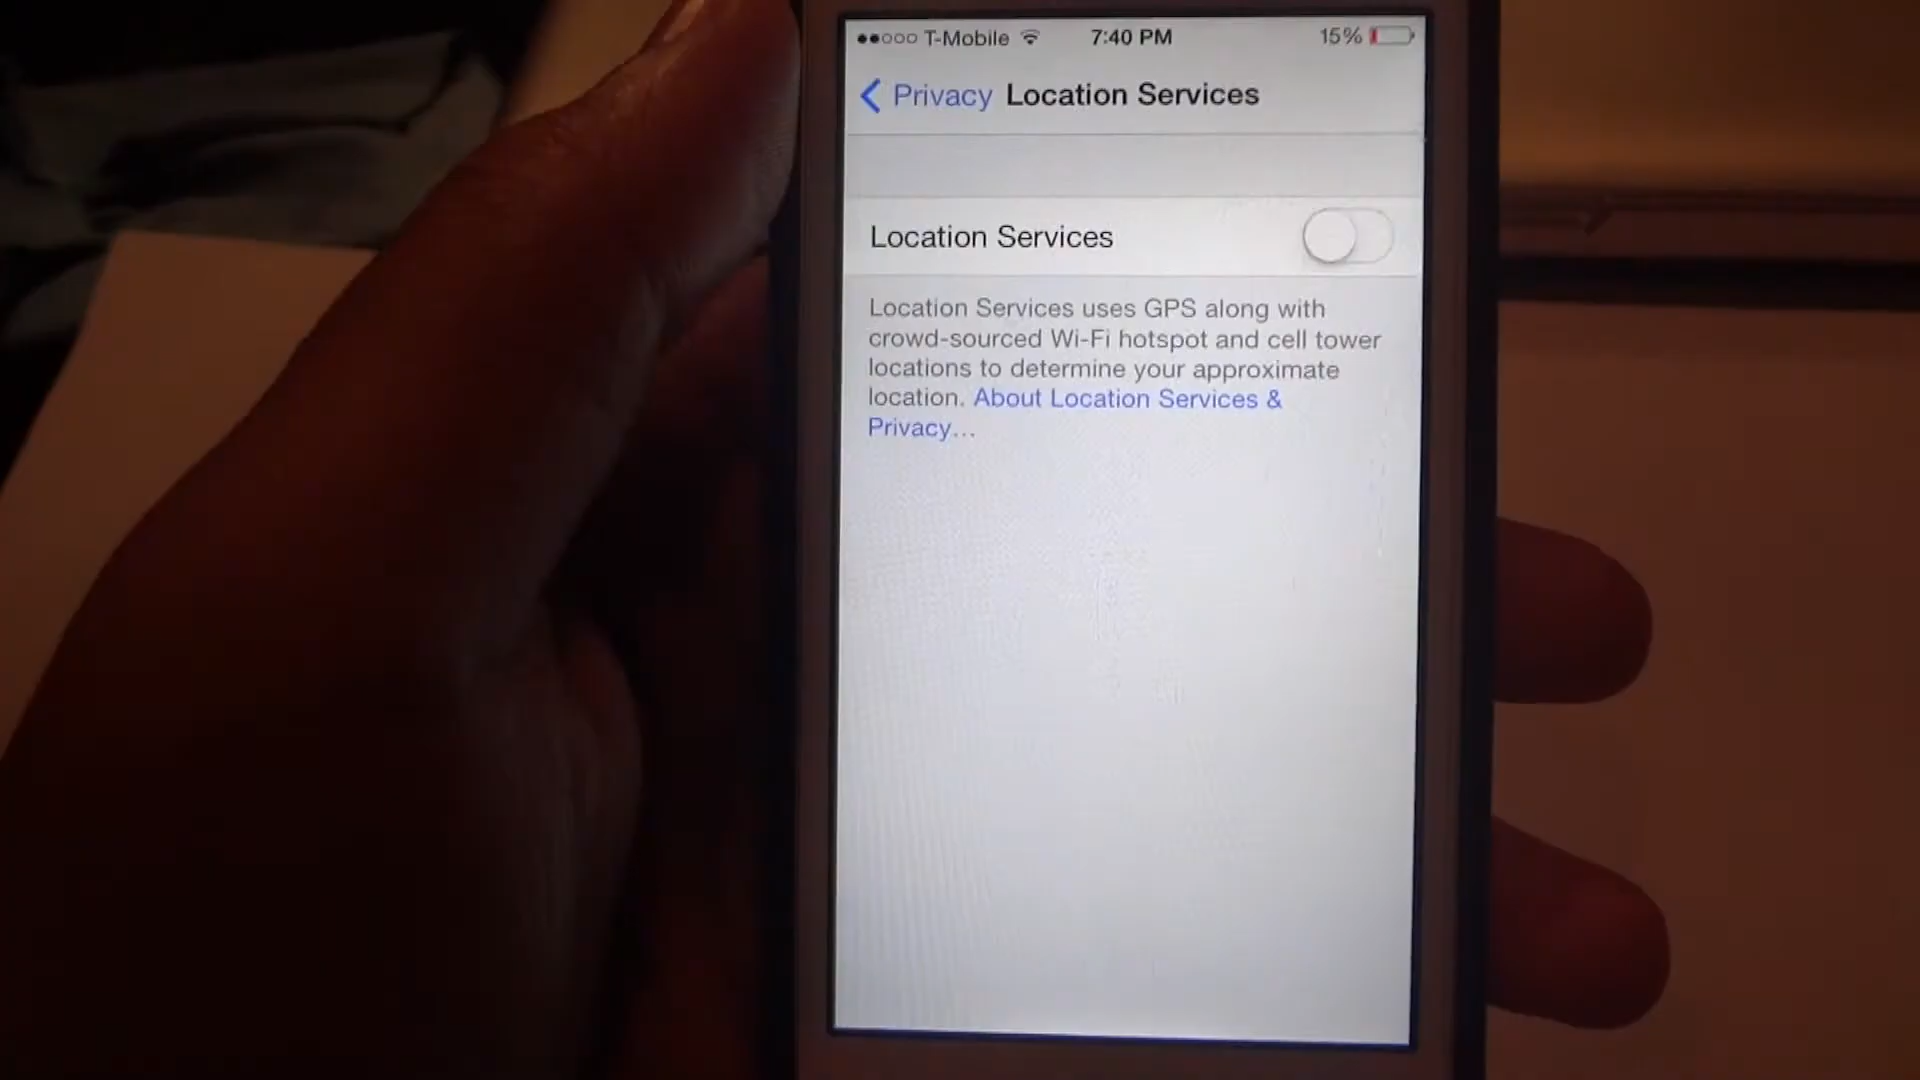 T-Mobile 7:40 PM 15%
Privacy Location Services
Location Services
Location Services uses GPS along with
crowd-sourced Wi-Fi hotspot and cell tower
locations to determine your approximate
location. About Location Services &
Privacy...